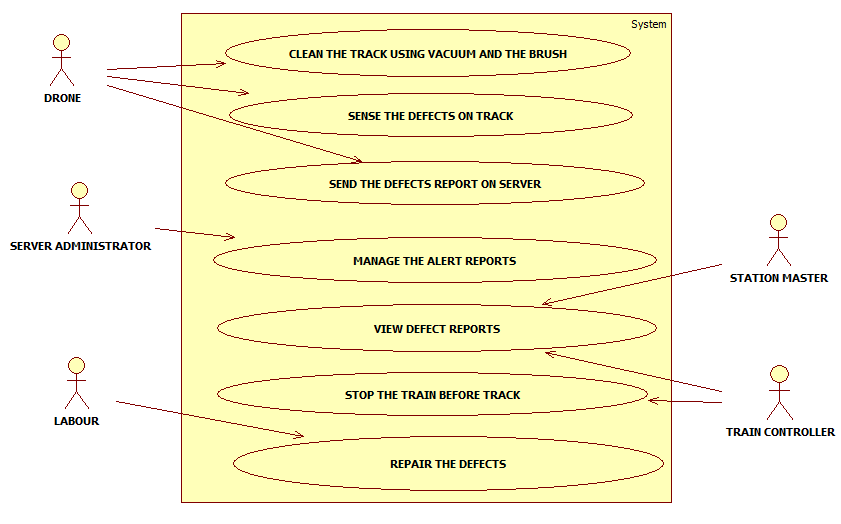 System
CLEAN THE TRACK USING VACUUM AND THE BRUSH
DRONE
SENSE THE DEFECTS ON TRACK
SEND THE DEFECTS REPORT ON SERVER
SERVER ADMINISTRATOR
MANAGE THE ALERT REPORTS
STATION MASTER
VIEW DEFECT REPORTS
STOP THE TRAIN BEFORE TRACK
LABOUR
TRAIN CONTROLLER
REPAIR THE DEFECTS